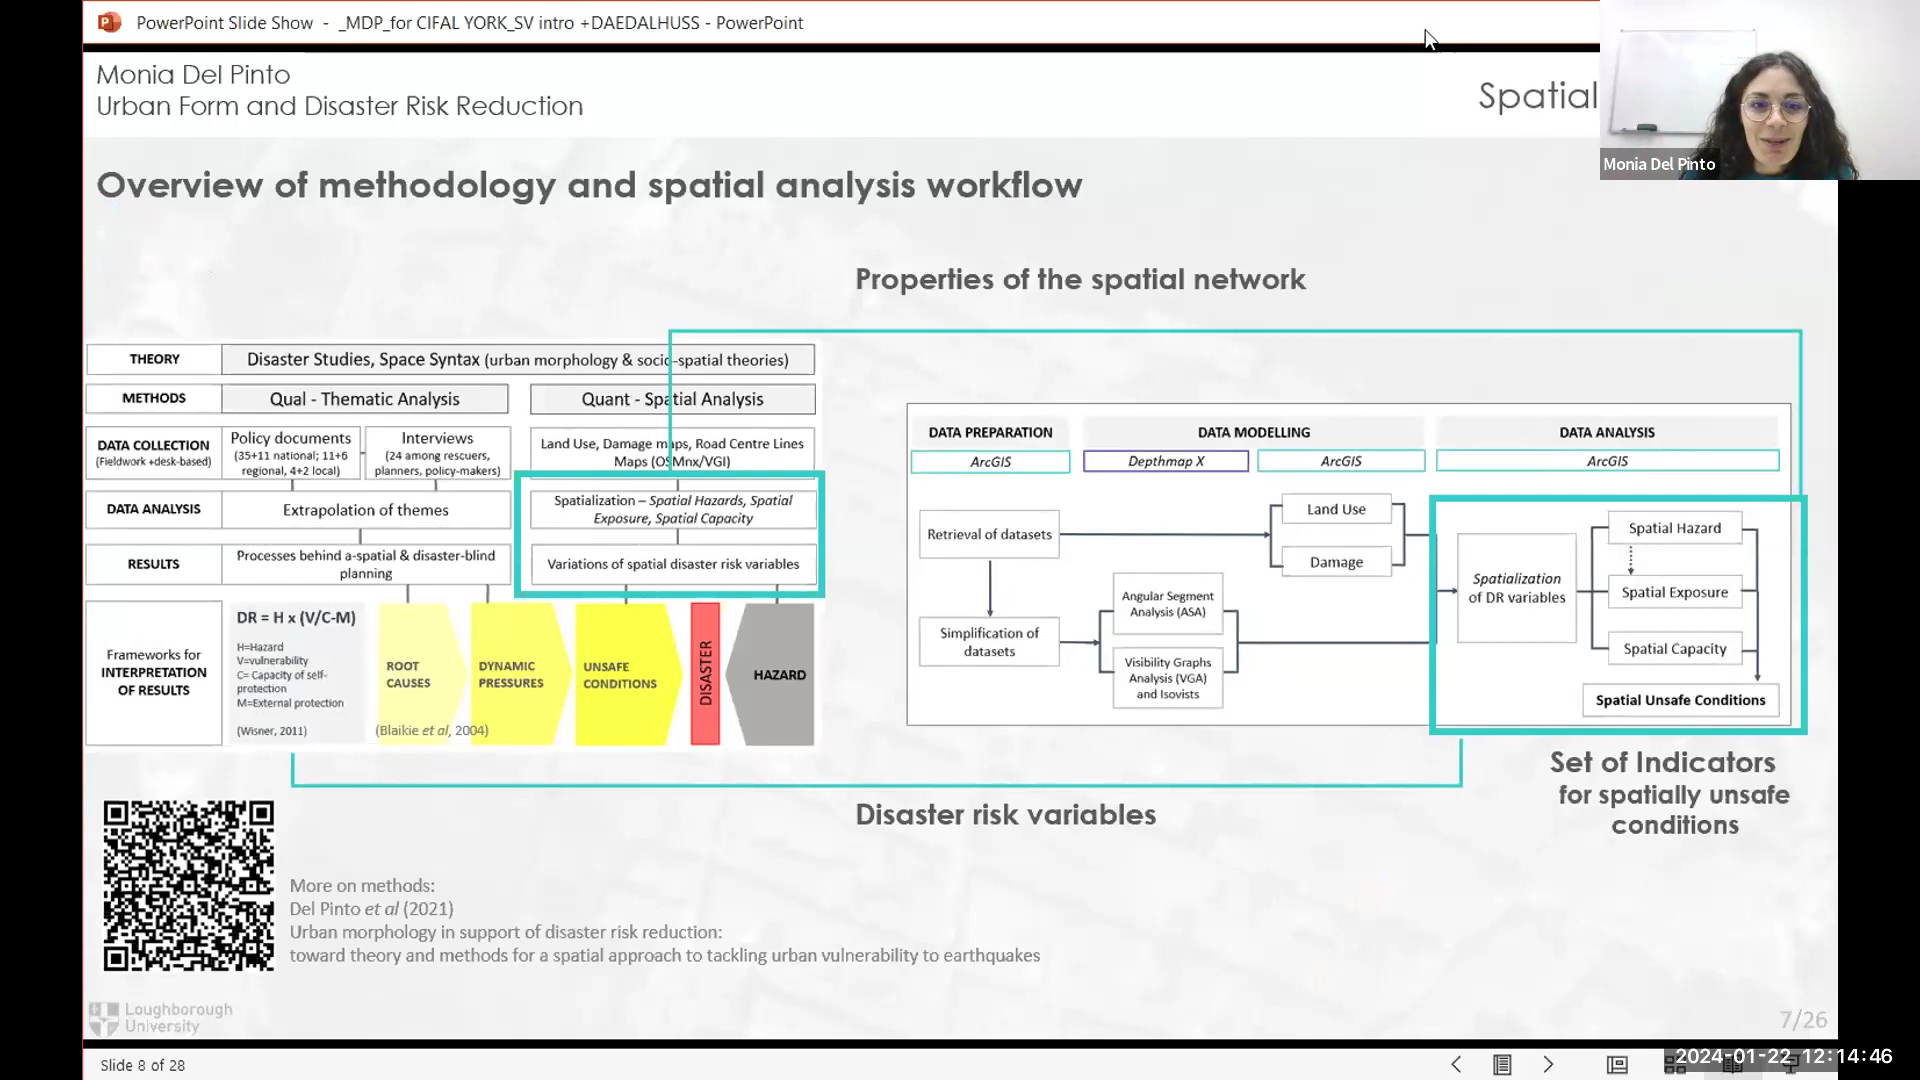 PowerPoint Slide Show - _MDP_for CIFAL YORK_SV intro +DAEDALHUSS - PowerPoint
Monia Del Pinto
Urban Form and Disaster Risk Reduction
Spatial
Monia Del Pinto
Overview of methodology and spatial analysis workflow
Properties of the spatial network
THEORY
Disaster Studies, Space Syntax (urban morphology & socio-spatial theories)
METHODS
Qual - Thematic Analysis
Quant - Spatial Analysis
DATA COLLECTION
(Fieldwork +desk-based)
Policy documents
(35+11 national; 11+6
regional, 4+2 local)
Interviews
(24 among rescuers,
planners, policy-makers)
Land Use, Damage maps, Road Centre Lines
Maps (OSMnx/VGI)
DATA ANALYSIS
Extrapolation of themes
Spatialization – Spatial Hazards, Spatial
Exposure, Spatial Capacity
RESULTS
Processes behind a-spatial & disaster-blind
planning
Variations of spatial disaster risk variables
Frameworks for
INTERPRETATION
OF RESULTS
DR = H x (V/C-M)
H=Hazard
V=vulnerability
C= Capacity of self-
protection
M=External protection
(Wisner, 2011)
ROOT
CAUSES
DYNAMIC
PRESSURES
UNSAFE
CONDITIONS
DISASTER
HAZARD
(Blaikie et al, 2004)
DATA PREPARATION
DATA MODELLING
DATA ANALYSIS
ArcGIS
Depthmap X
ArcGIS
ArcGIS
Retrieval of datasets
Simplification of
datasets
Land Use
Damage
Angular Segment
Analysis (ASA)
Visibility Graphs
Analysis (VGA)
and Isovists
Spatialization
of DR variables
Spatial Hazard
Spatial Exposure
Spatial Capacity
Spatial Unsafe Conditions
Disaster risk variables
Set of Indicators
for spatially unsafe
conditions
More on methods:
Del Pinto et al (2021)
Urban morphology in support of disaster risk reduction:
toward theory and methods for a spatial approach to tackling urban vulnerability to earthquakes
Loughborough
University
7/26
Slide 8 of 28
2024-01-22 12:14:46